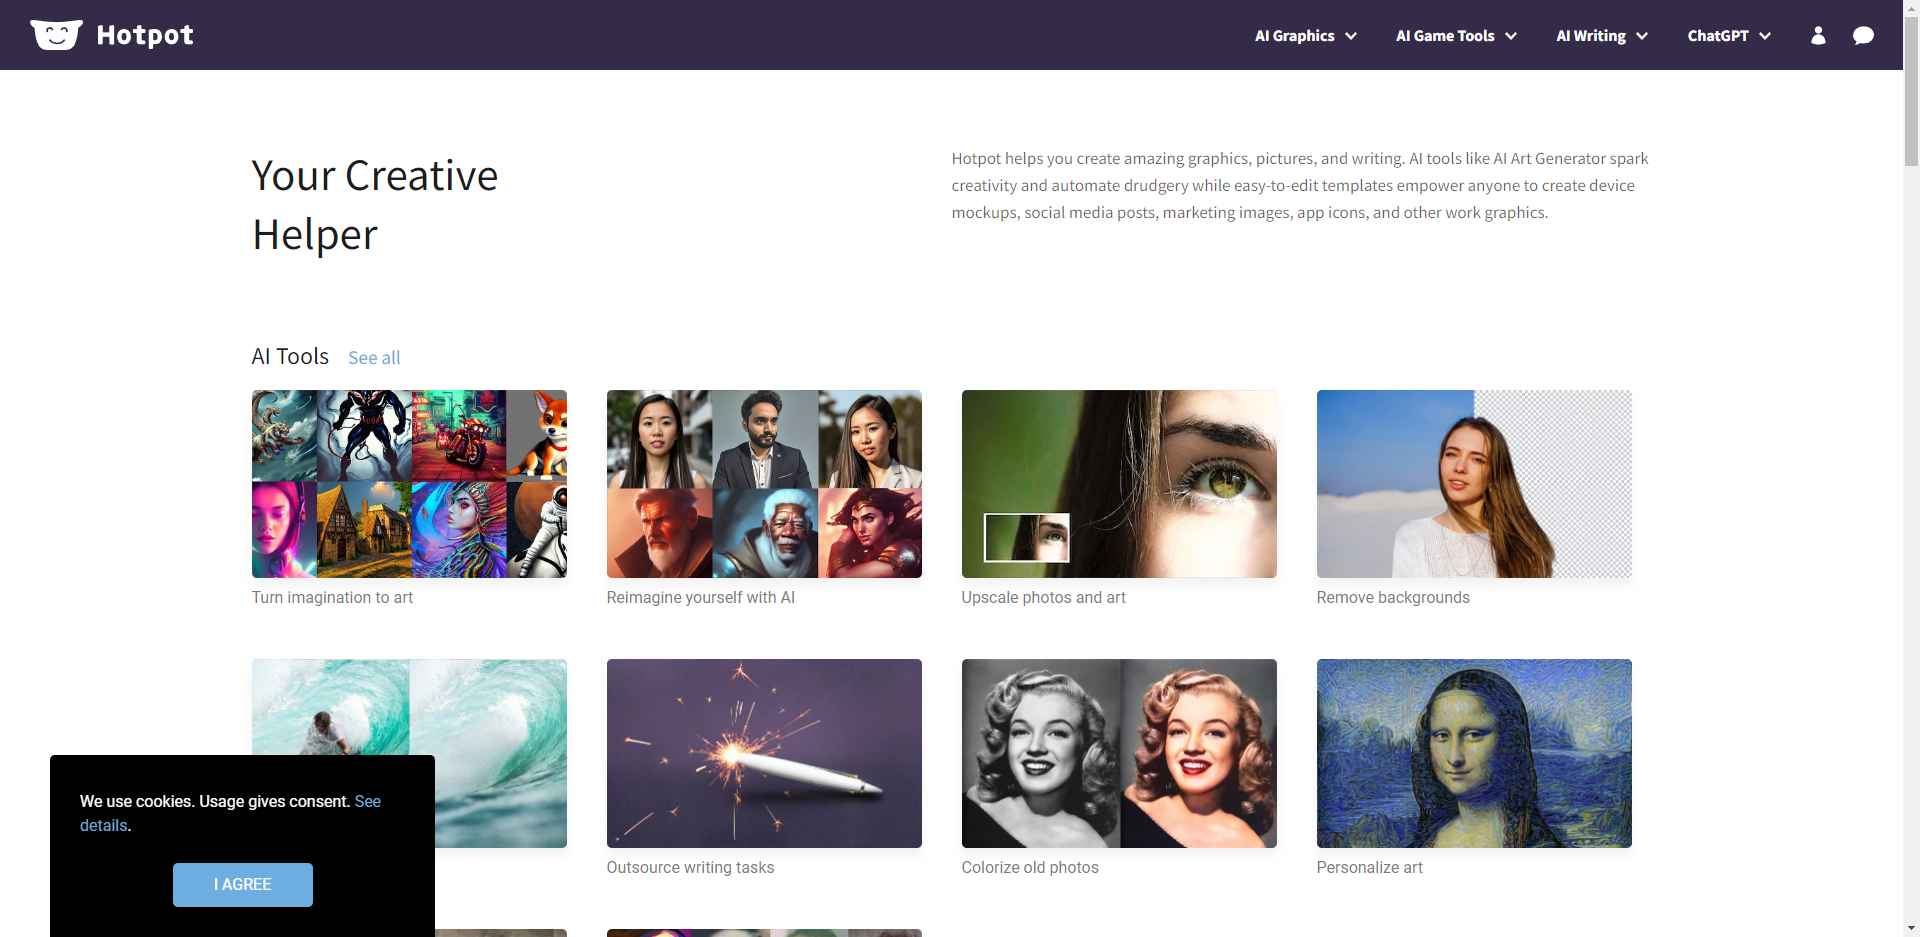 Hotpot
AI Graphics
AI Game Tools
AI Writing
ChatGPT
Your Creative
Helper
Hotpot helps you create amazing graphics, pictures, and writing. AI tools like AI Art Generator spark
creativity and automate drudgery while easy-to-edit templates empower anyone to create device
mockups, social media posts, marketing images, app icons, and other work graphics.
AI Tools See all
Turn imagination to art
Reimagine yourself with AI
Upscale photos and art
Remove backgrounds
Outsource writing tasks
Colorize old photos
Personalize art
We use cookies. Usage gives consent. See
details.
I AGREE